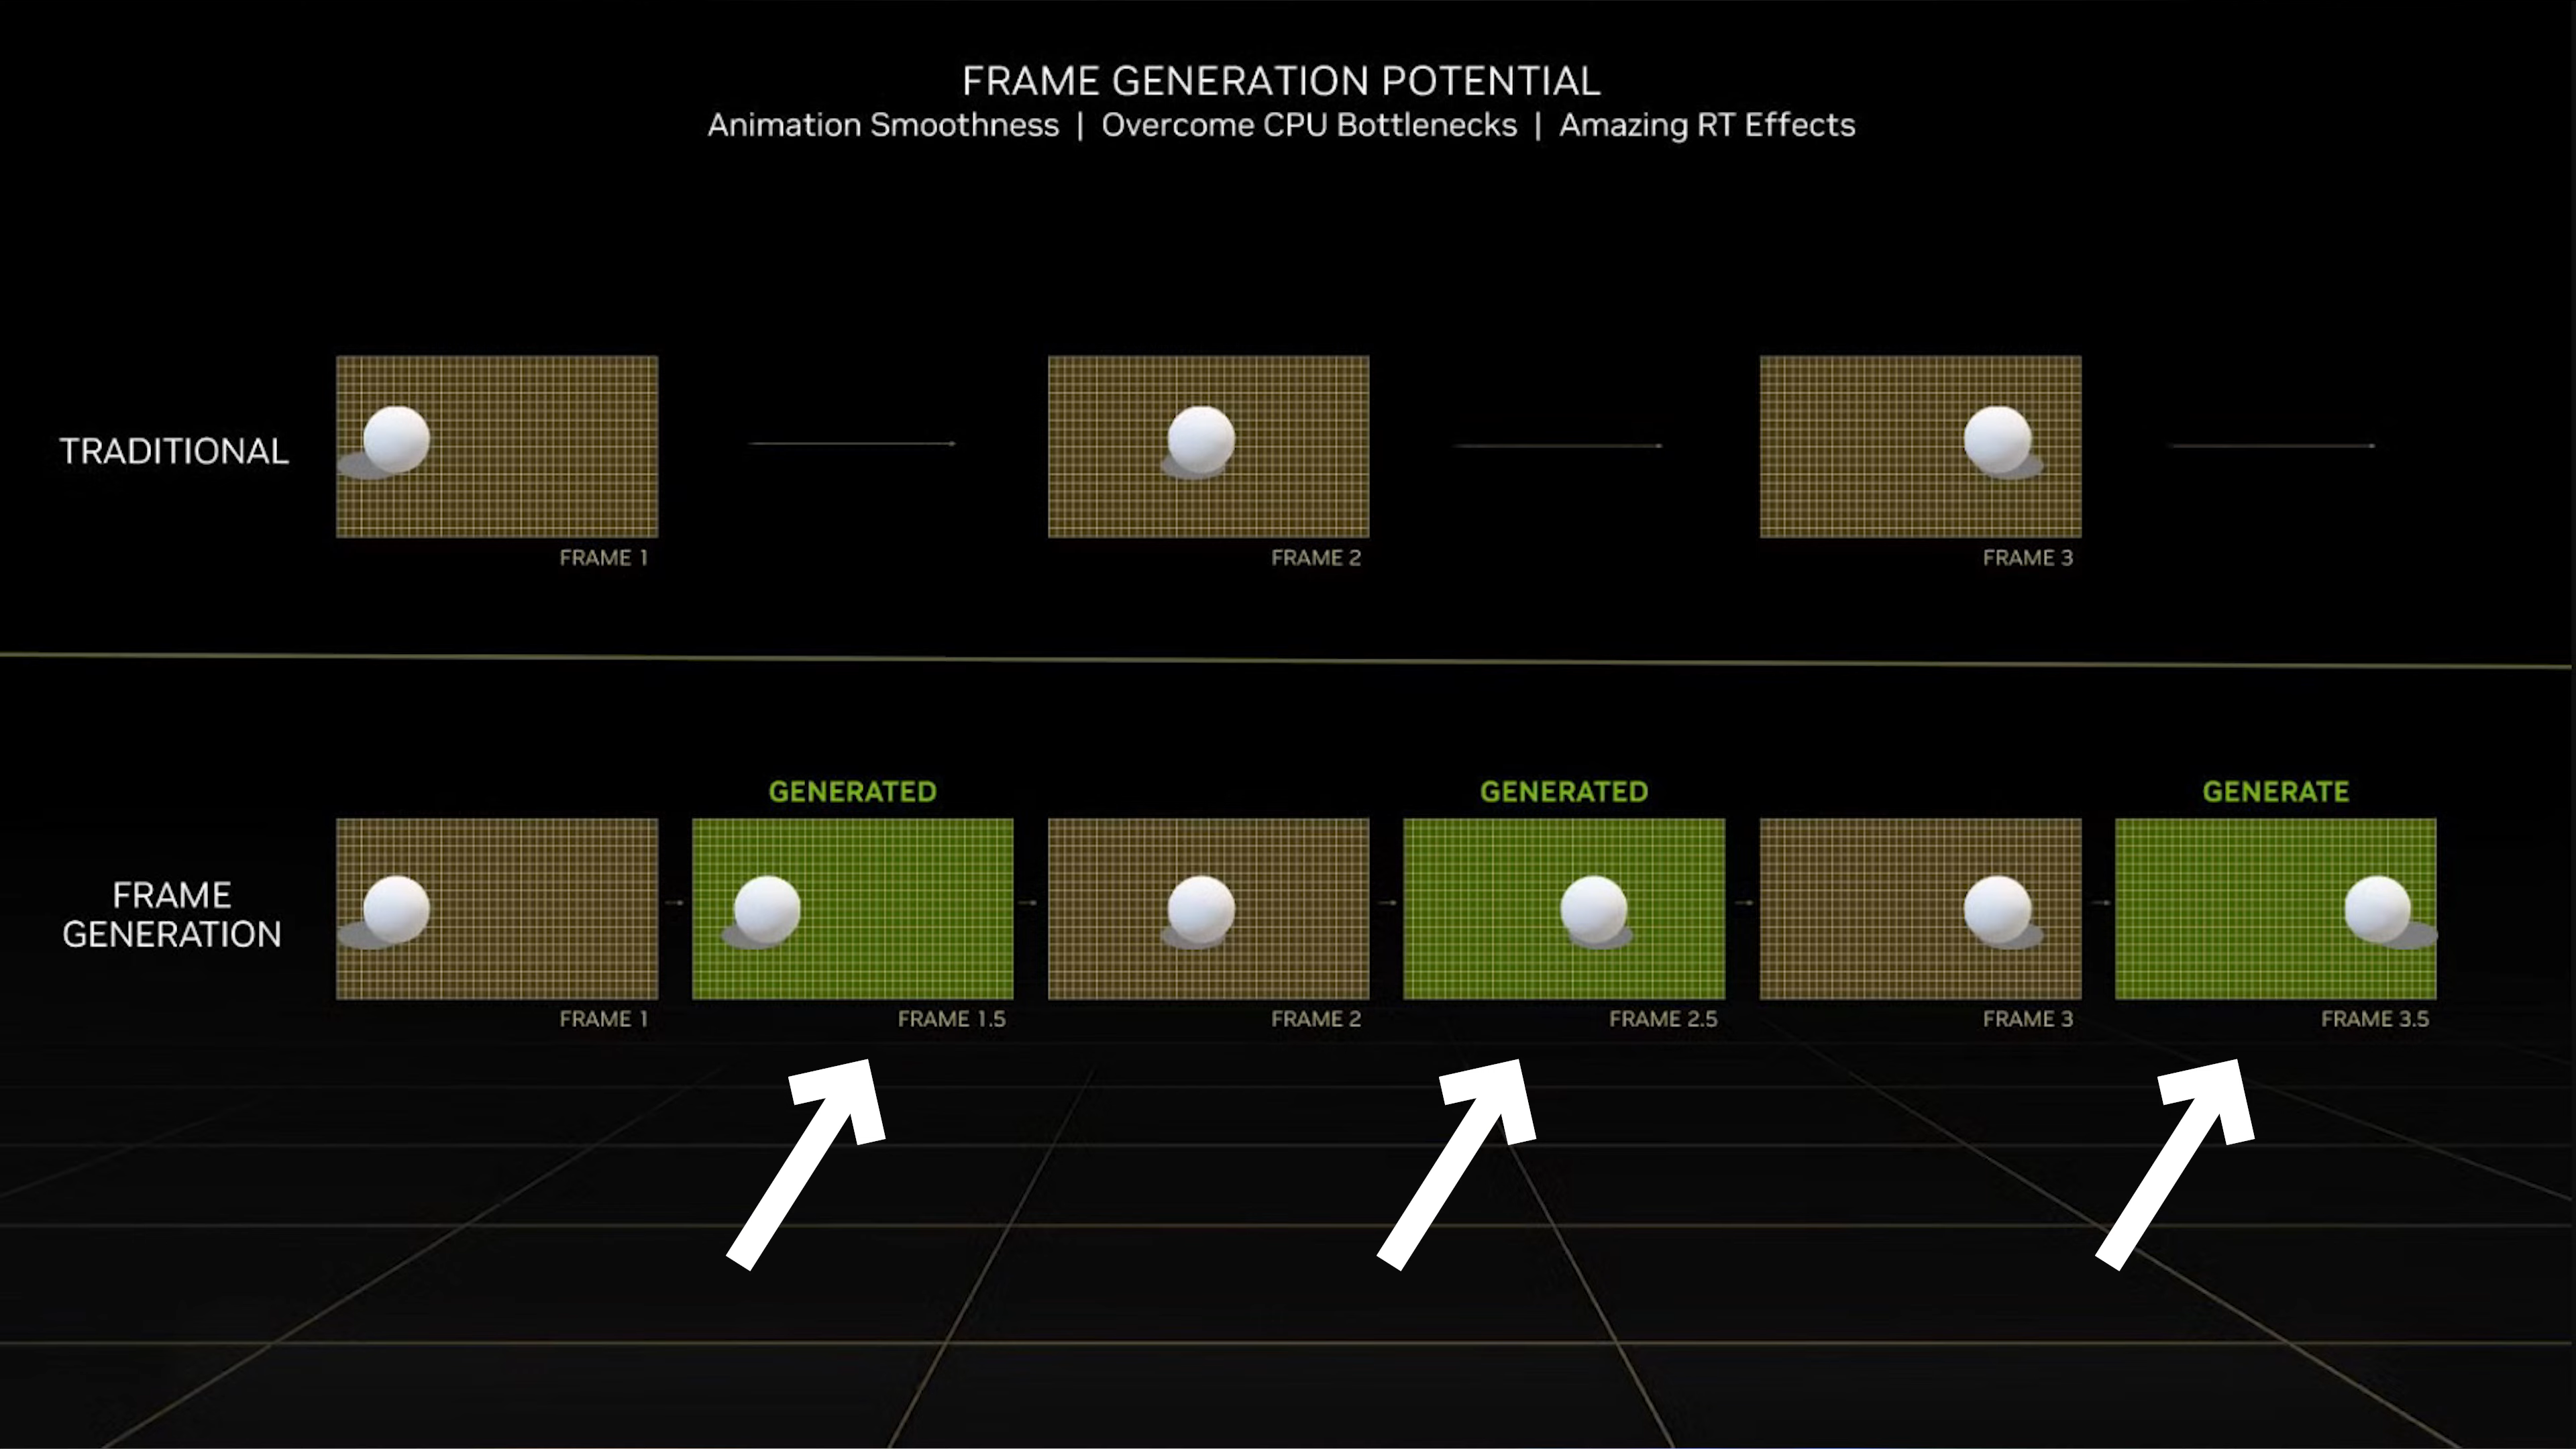 FRAME GENERATION POTENTIAL
Animation Smoothness | Overcome CPU Bottlenecks | Amazing RT Effects
TRADITIONAL
FRAME 1
FRAME 2
FRAME 3
GENERATED
GENERATED
GENERATE
FRAME
GENERATION
FRAME 1
FRAME 1.5
FRAME 2
FRAME 2.5
FRAME 3
FRAME 3.5